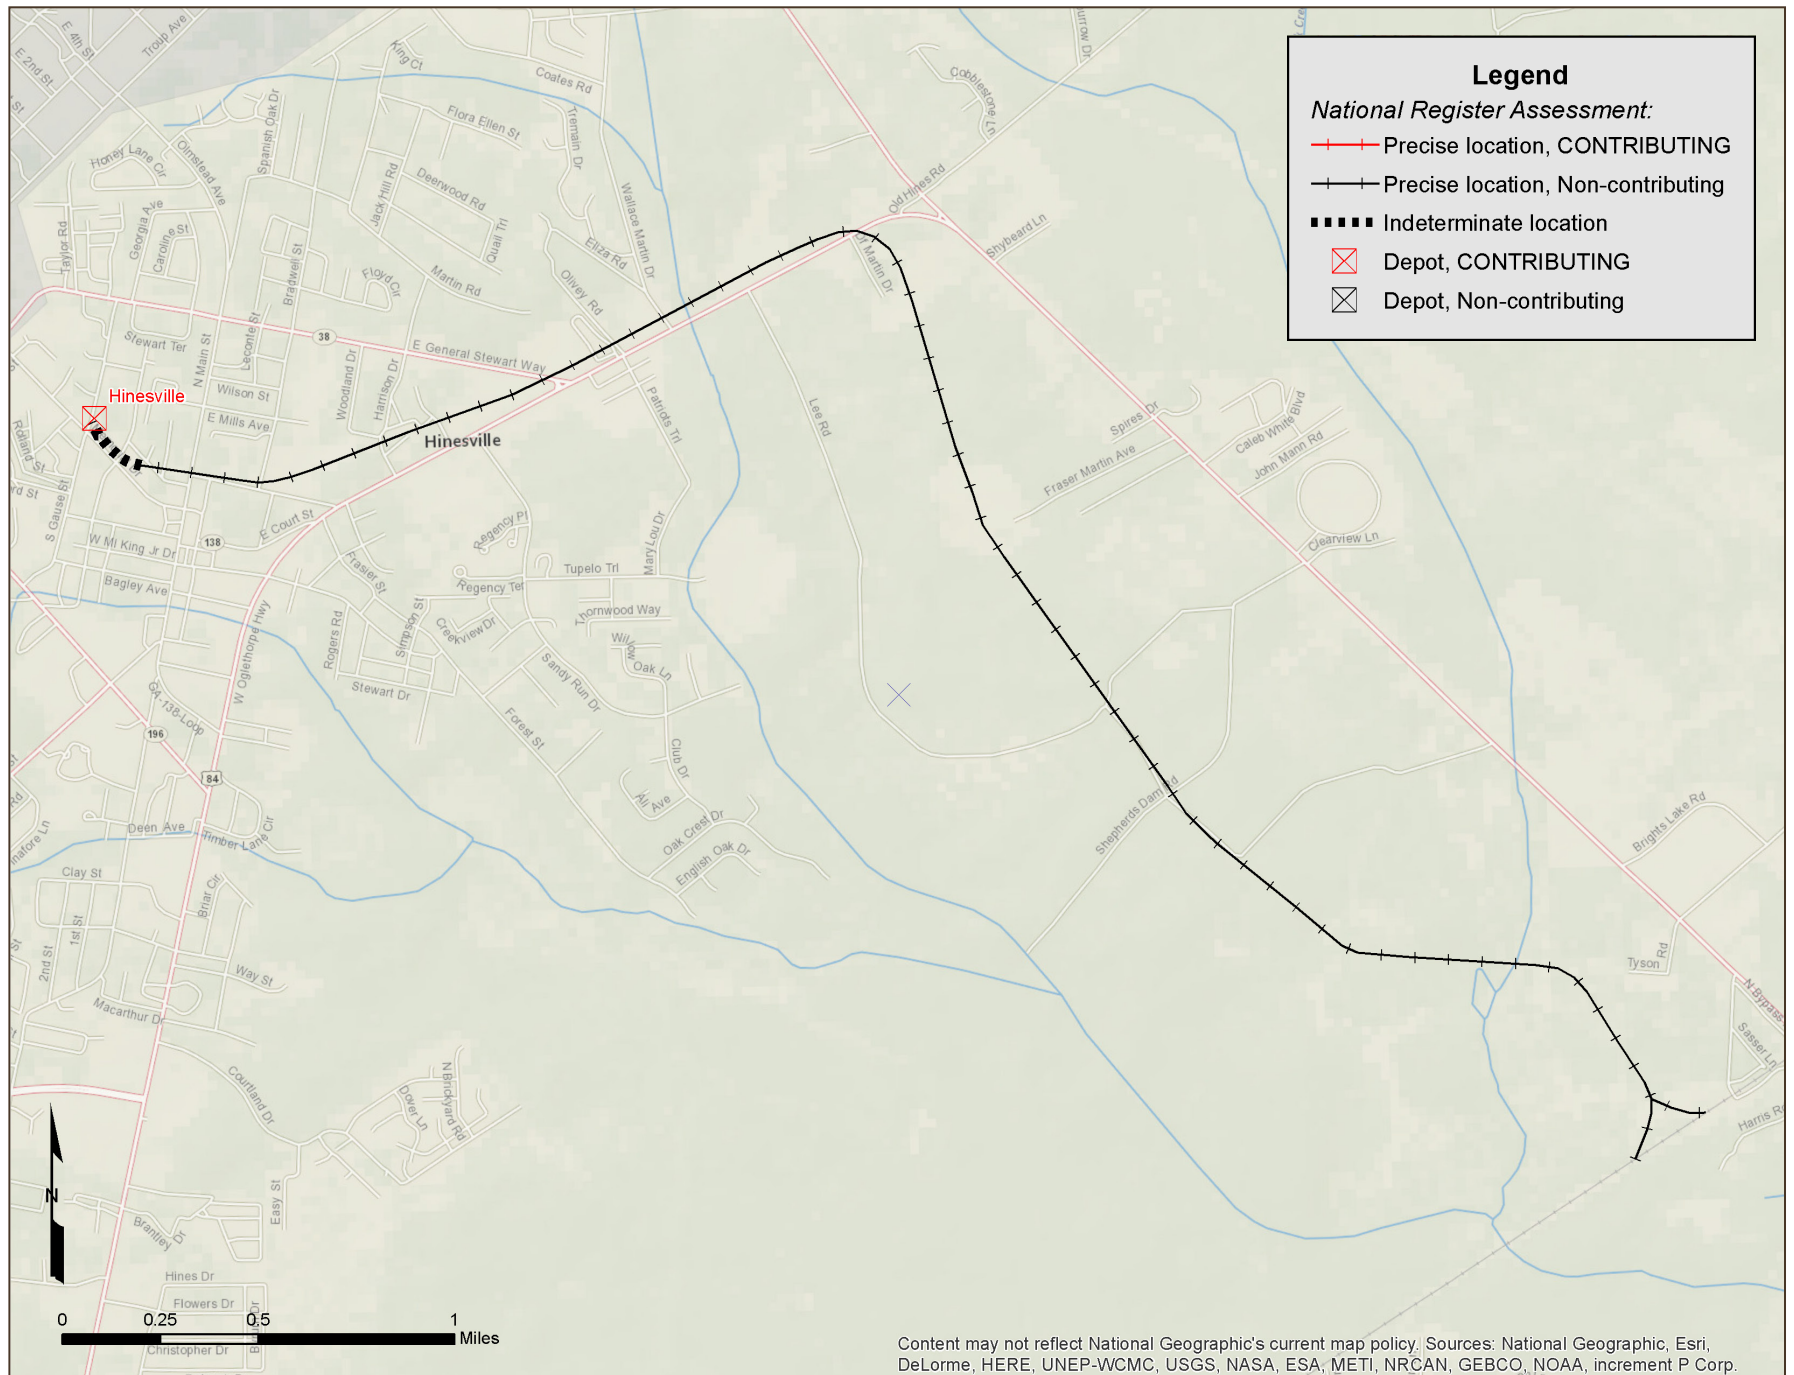 E 4th St
Troup Ave
E 2nd St
King Ct
Coates Rd
Cobblestone Ln
Legend
National Register Assessment:
Precise location, CONTRIBUTING
Precise location, Non-contributing
Indeterminate location
Depot, CONTRIBUTING
Depot, Non-contributing
Spanish Oak Dr
Flora Ellen St
Tremain Dr
Honey Lane Cir
Olmstead Ave
Jack Hill Rd
Deerwood Rd
Quail Trl
Wallace Martin Dr
Old Hines Rd
Shybeard Ln
Taylor Rd
Georgia Ave
Caroline St
Bradwell St
Floyd Cir
Martin Rd
Eliza Rd
Olivey Rd
Martin Dr
Stewart Ter
N Main St
Leconte St
38
E General Stewart Way
Woodland Dr
Harrison Dr
Wilson St
E Mills Ave
Hinesville
Hinesville
Patriots Trl
Lee Rd
Spires Dr
Caleb White Blvd
John Mann Rd
Fraser Martin Ave
Clearview Ln
Rolland St
S Gause St
E Court St
138
W Ml King Jr Dr
Bagley Ave
Frasier St
Regency Pl
Regency Ter
Tupelo Trl
Mary Lou Dr
Thornwood Way
Willow
Oak Ln
Creekview Dr
Simpson St
Rogers Rd
Stewart Dr
W Oglethorpe Hwy
GA-138-Loop
196
84
Sandy Run Dr
Forest St
Club Dr
Ali Ave
Oak Crest Dr
English Oak Dr
Shepherds Dam Rd
Brights Lake Rd
Deen Ave
Timber Lane Cir
Clay St
Briar Cir
1st St
2nd St
Way St
Macarthur Dr
Tyson Rd
N Bypass
Sasser Ln
Courtland Dr
Dover Ln
N Brickyard Rd
Easy St
Brantley Dr
Hines Dr
Flowers Dr
Christopher Dr
N
0 0.25 0.5 1
Miles
Content may not reflect National Geographic's current map policy. Sources: National Geographic, Esri,
DeLorme, HERE, UNEP-WCMC, USGS, NASA, ESA, METI, NRCAN, GEBCO, NOAA, increment P Corp.